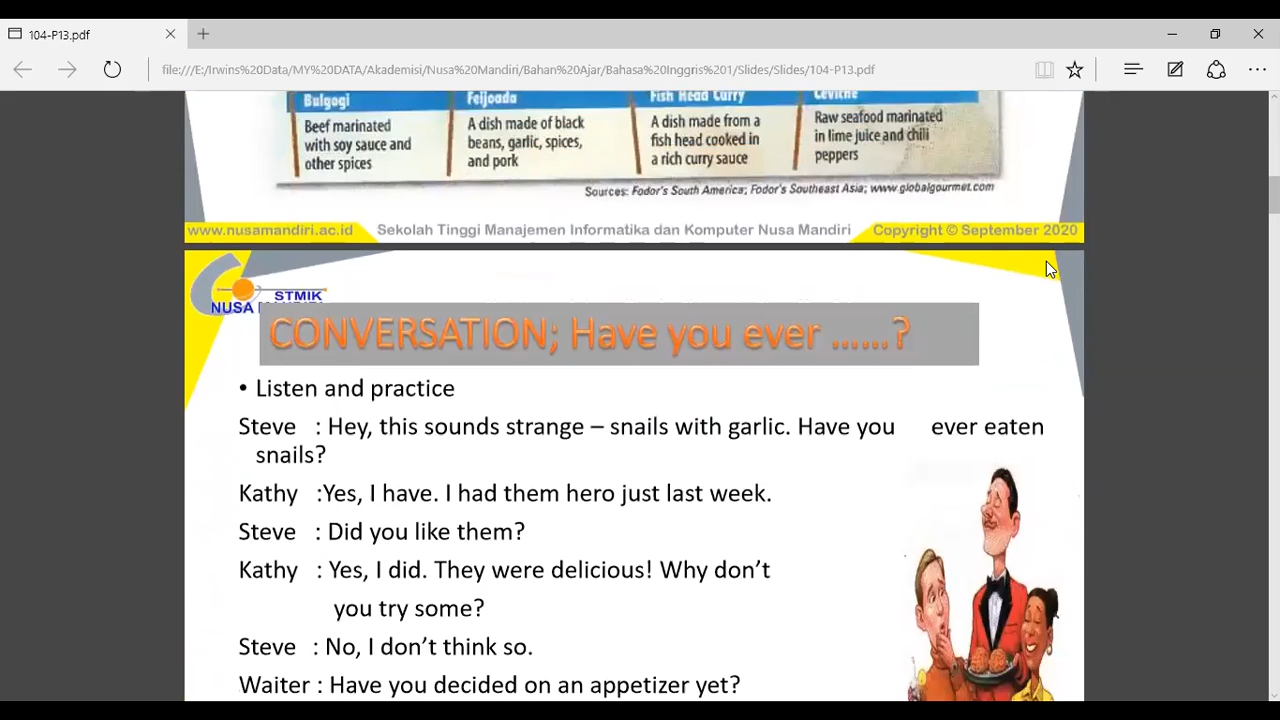 104-P13.pdf
file:///E:/Irwins%20Data/MY%20DATA/Akademisi/Nusa%20Mandiri/Bahan%20Ajar/Bahasa%20Inggris%201/Slides/Slides/104-P13.pdf
Bulgogi Feijoada Fish Head Curry Ceviche
Beef marinated A dish made of black A dish made from a Raw seafood marinated
with soy sauce and beans, garlic, spices, fish head cooked in in lime juice and chili
other spices and pork a rich curry sauce peppers
Sources: Fodor's South America; Fodor's Southeast Asia; www.globalgourmet.com
www.nusamandiri.ac.id Sekolah Tinggi Manajemen Informatika dan Komputer Nusa Mandiri Copyright © September 2020
STMIK
NUSA
CONVERSATION; Have you ever ......?
• Listen and practice
Steve : Hey, this sounds strange – snails with garlic. Have you ever eaten
snails?
Kathy :Yes, I have. I had them hero just last week.
Steve : Did you like them?
Kathy : Yes, I did. They were delicious! Why don't
you try some?
Steve : No, I don't think so.
Waiter : Have you decided on an appetizer yet?